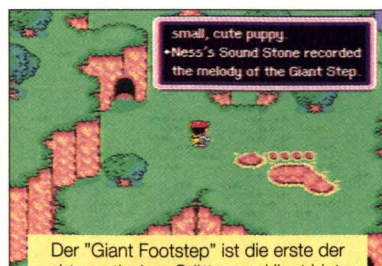 small, cute puppy.
•Ness's Sound Stone recorded
the melody of the Giant Step.
Der "Giant Footstep" ist die erste der